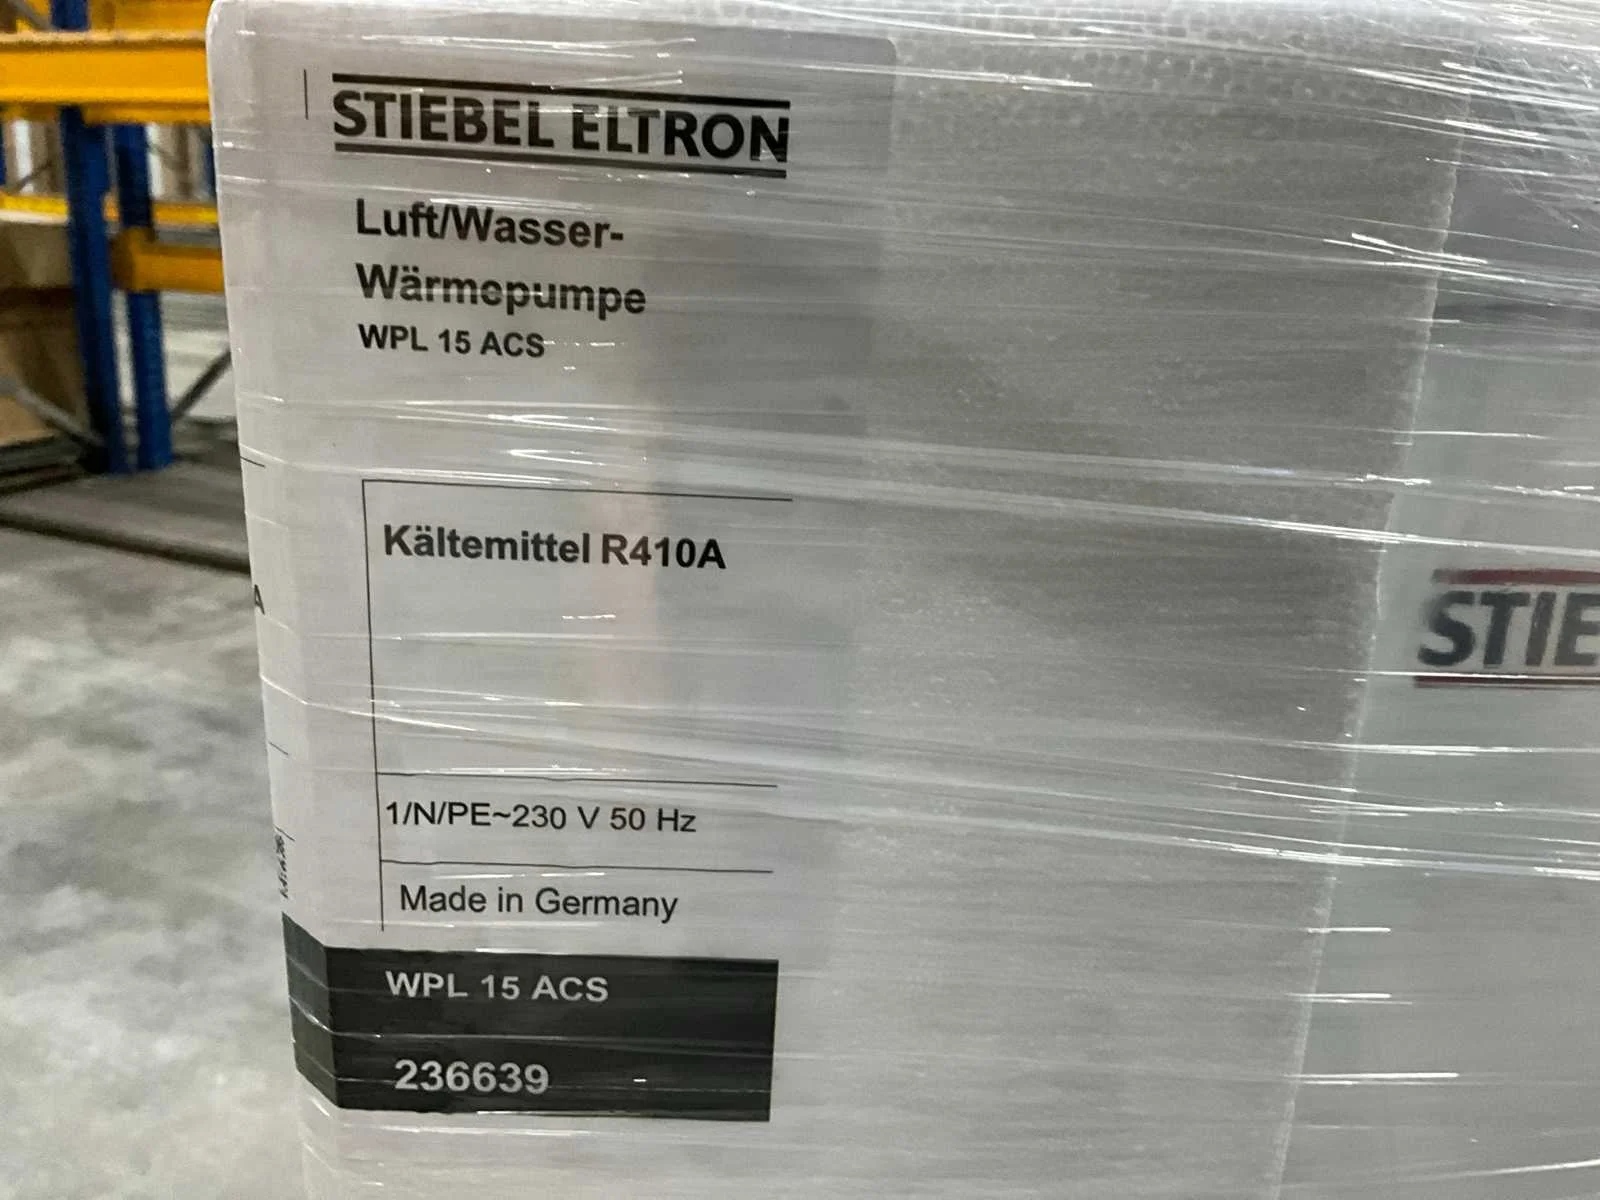 STIEBEL ELTRON
Luft/Wasser-
Wärmepumpe
WPL 15 ACS
Kältemittel R410A
1/N/PE~230 V 50 Hz
Made in Germany
WPL 15 ACS
236639
A
STIE